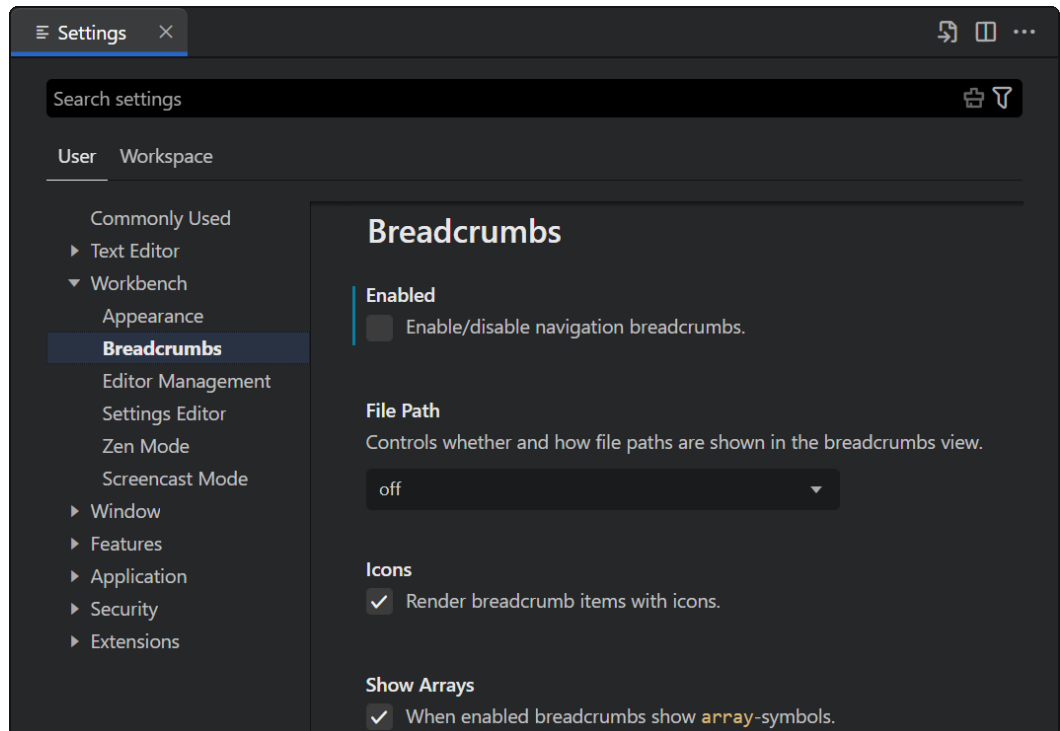 Settings
Search settings
User Workspace
Commonly Used
Text Editor
Workbench
Appearance
Breadcrumbs
Editor Management
Settings Editor
Zen Mode
Screencast Mode
Window
Features
Application
Security
Extensions
Breadcrumbs
Enabled
Enable/disable navigation breadcrumbs.
File Path
Controls whether and how file paths are shown in the breadcrumbs view.
off
Icons
Render breadcrumb items with icons.
Show Arrays
When enabled breadcrumbs show array-symbols.